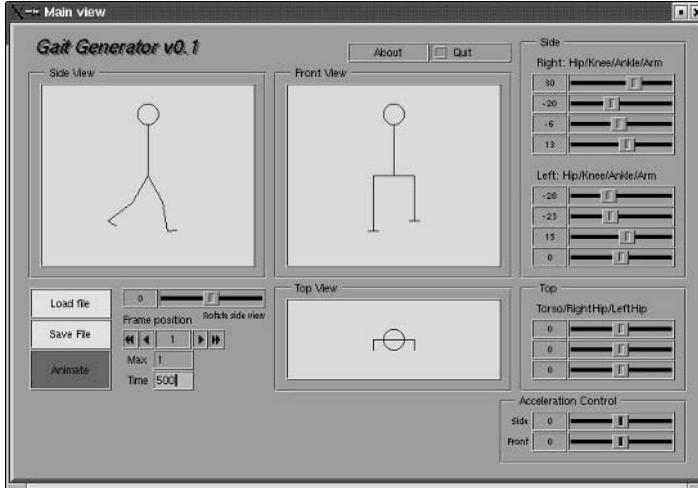 Main view
Gait Generator v0.1
About
Quit
Side View
Front View
Side
Right: Hip/Knee/Ankle/Arm
30
-20
-6
13
Left: Hip/Knee/Ankle/Arm
-28
-23
15
0
Load file
Save File
Animate
0
Rotate side view
Frame position
1
Max 1
Time 500
Top View
Top
Torso/RightHip/LeftHip
0
0
0
Acceleration Control
Side 0
Front 0